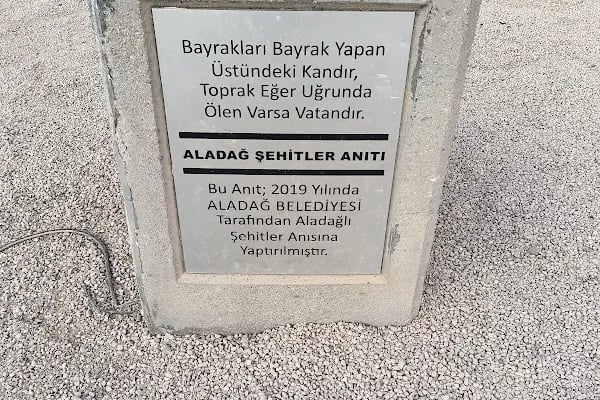 Bayrakları Bayrak Yapan
Üstündeki Kandır,
Toprak Eğer Uğrunda
Ölen Varsa Vatandır.
ALADAĞ ŞEHİTLER ANITI
Bu Anıt; 2019 Yılında
ALADAĞ BELEDİYESİ
Tarafından Aladağlı
Şehitler Anısına
Yaptırılmıştır.